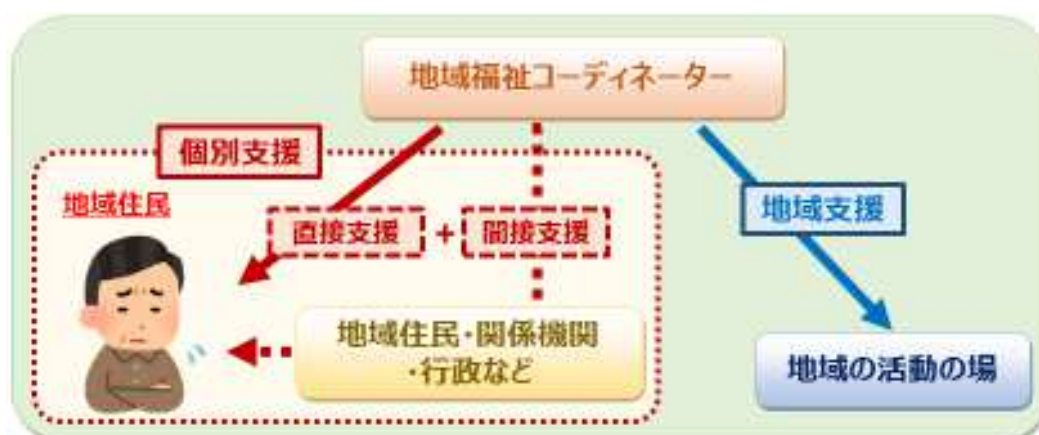 地域福祉コーディネーター
個別支援
地域住民
直接支援 + 間接支援
地域支援
地域住民・関係機関
・行政など
地域の活動の場